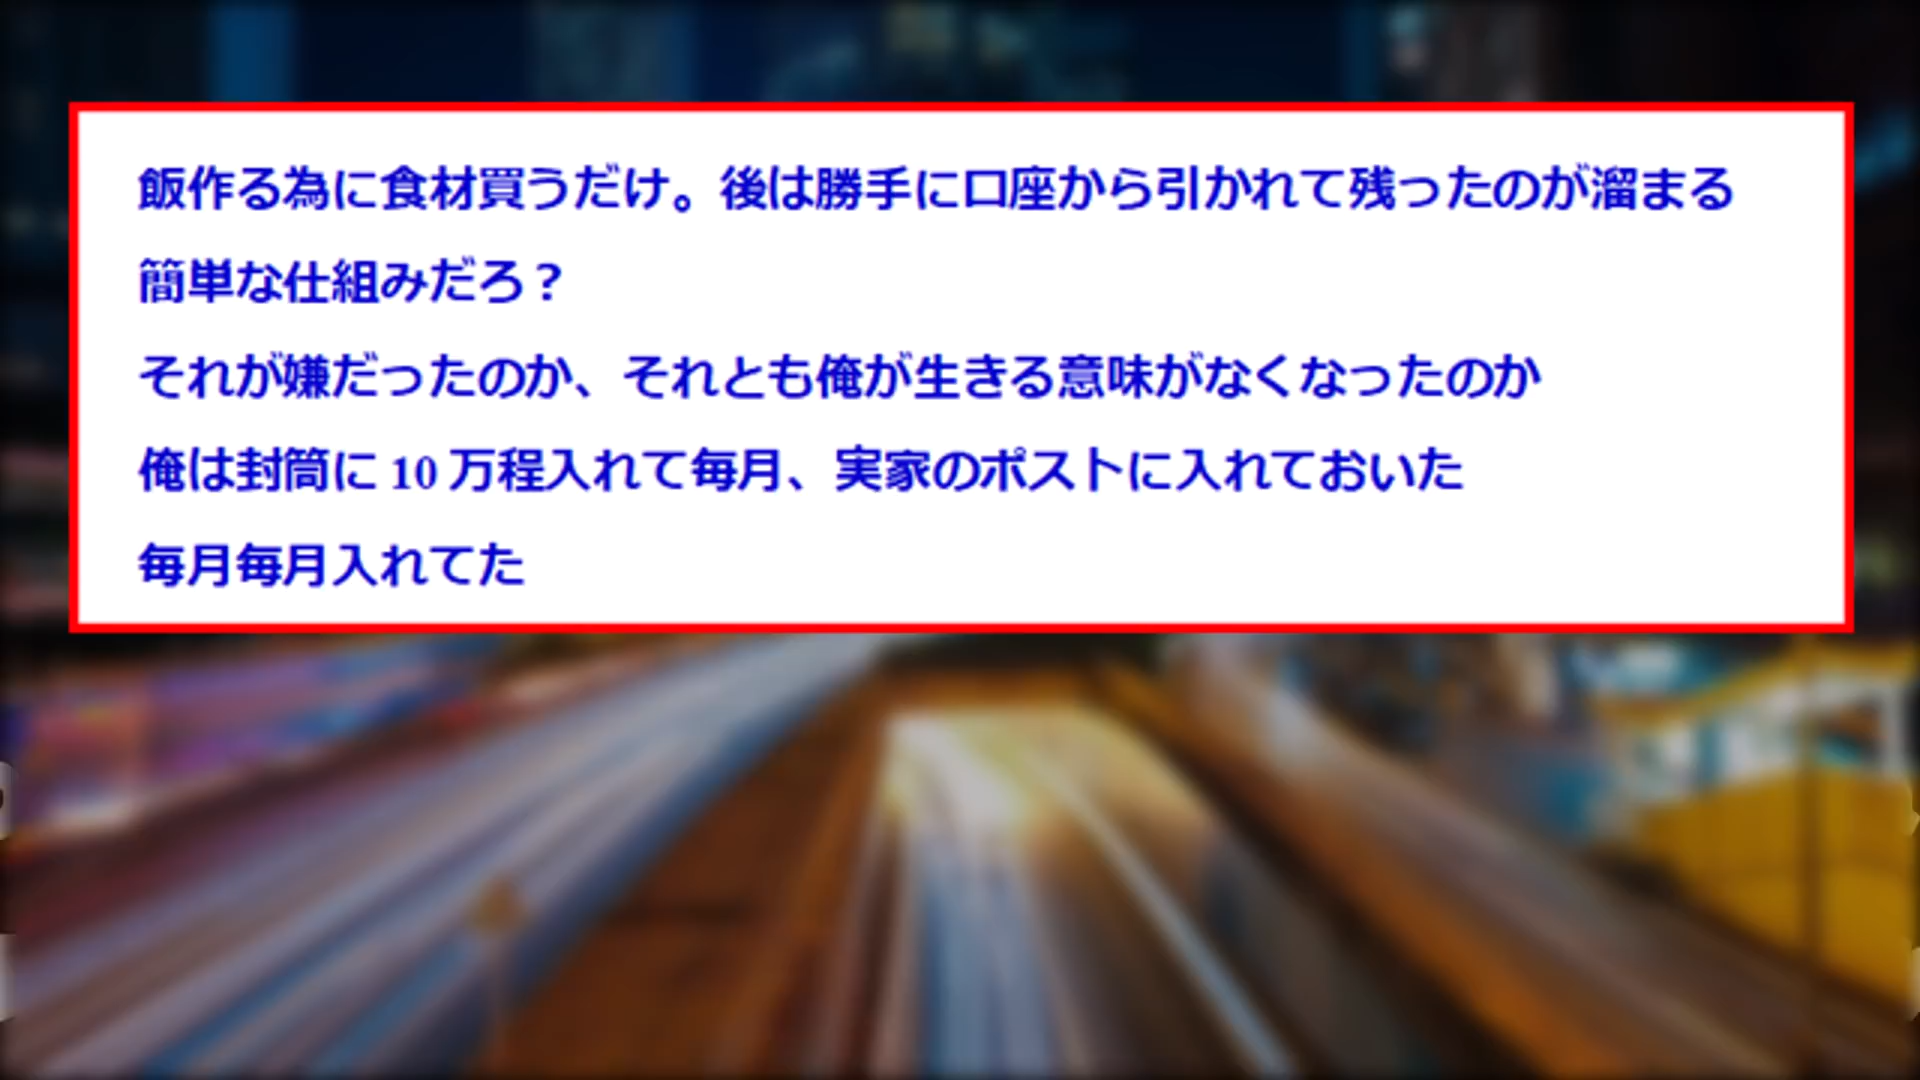 飯作る為に食材買うだけ。後は勝手に口座から引かれて残ったのが溜まる
簡単な仕組みだろ？
それが嫌だったのか、それとも俺が生きる意味がなくなったのか
俺は封筒に10万程入れて毎月、実家のポストに入れておいた
毎月毎月入れてた